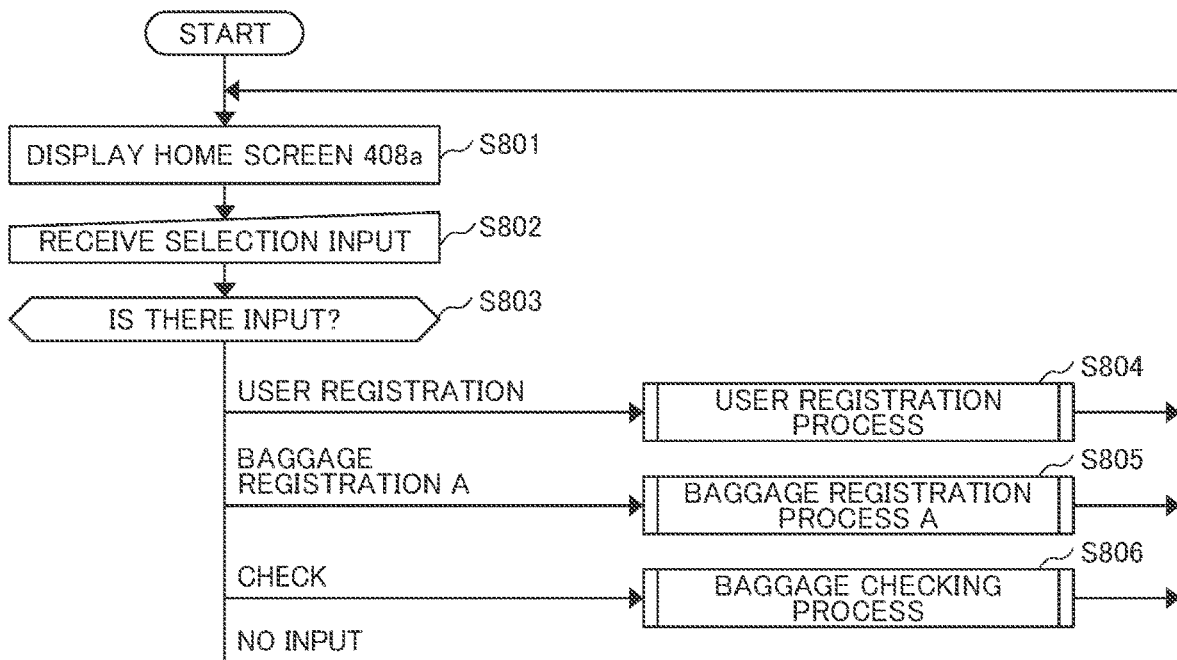 START
DISPLAY HOME SCREEN 408a
S801
RECEIVE SELECTION INPUT
S802
IS THERE INPUT?
S803
USER REGISTRATION
USER REGISTRATION
PROCESS
S804
BAGGAGE
REGISTRATION A
BAGGAGE REGISTRATION
PROCESS A
S805
CHECK
BAGGAGE CHECKING
PROCESS
S806
NO INPUT